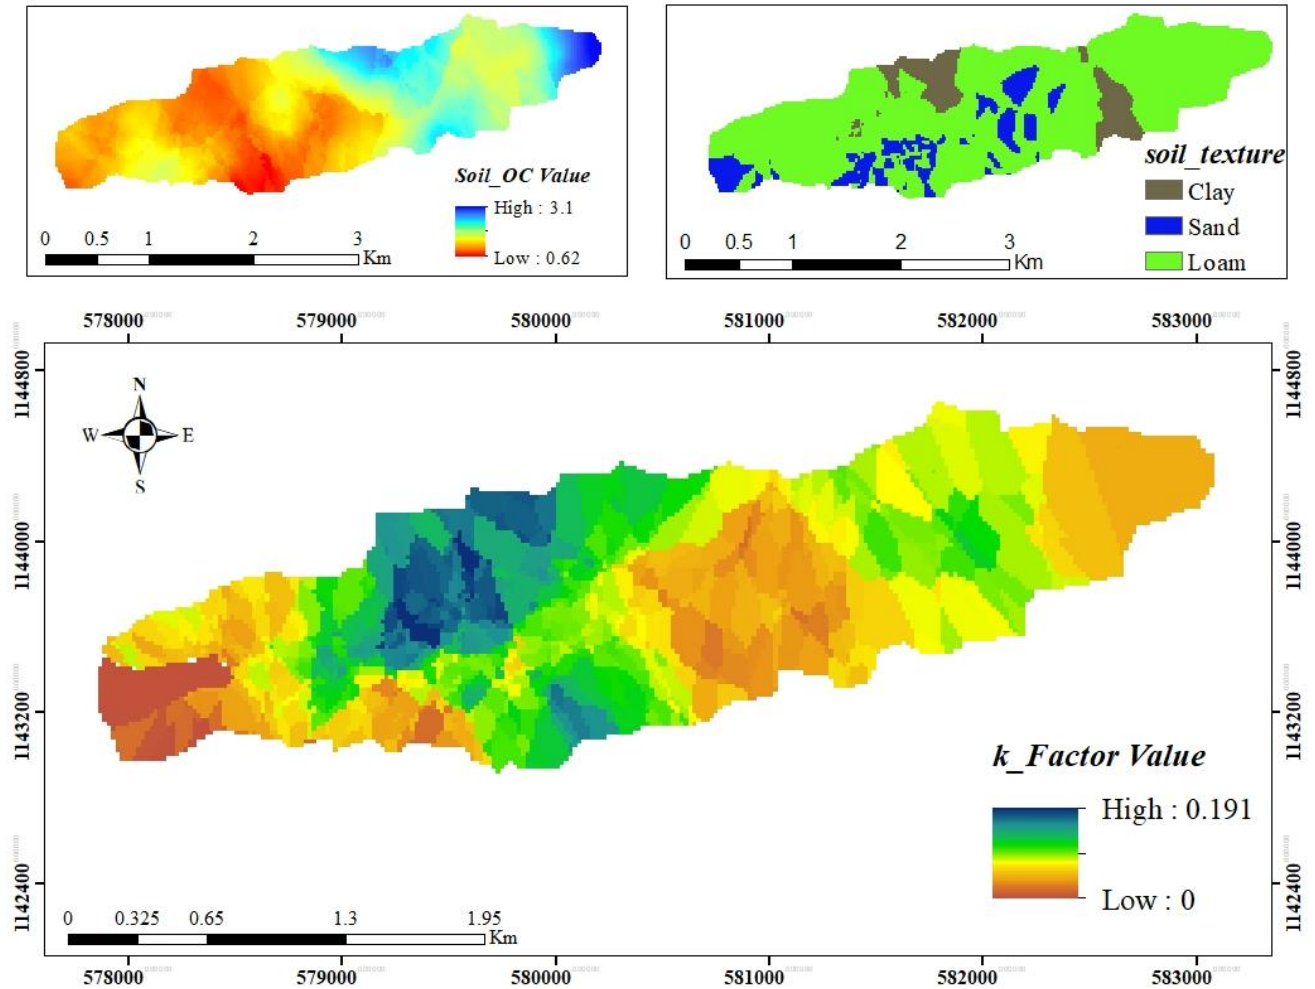 Soil_OC Value
High : 3.1
Low : 0.62
0 0.5 1 2 3
Km
soil_texture
Clay
Sand
Loam
0 0.5 1 2 3
Km
578000 579000 580000 581000 582000 583000
1144800
1144800
N
W E
S
1144000
1144000
1143200
1143200
k_Factor Value
High : 0.191
Low : 0
1142400
1142400
0 0.325 0.65 1.3 1.95
Km
578000 579000 580000 581000 582000 583000